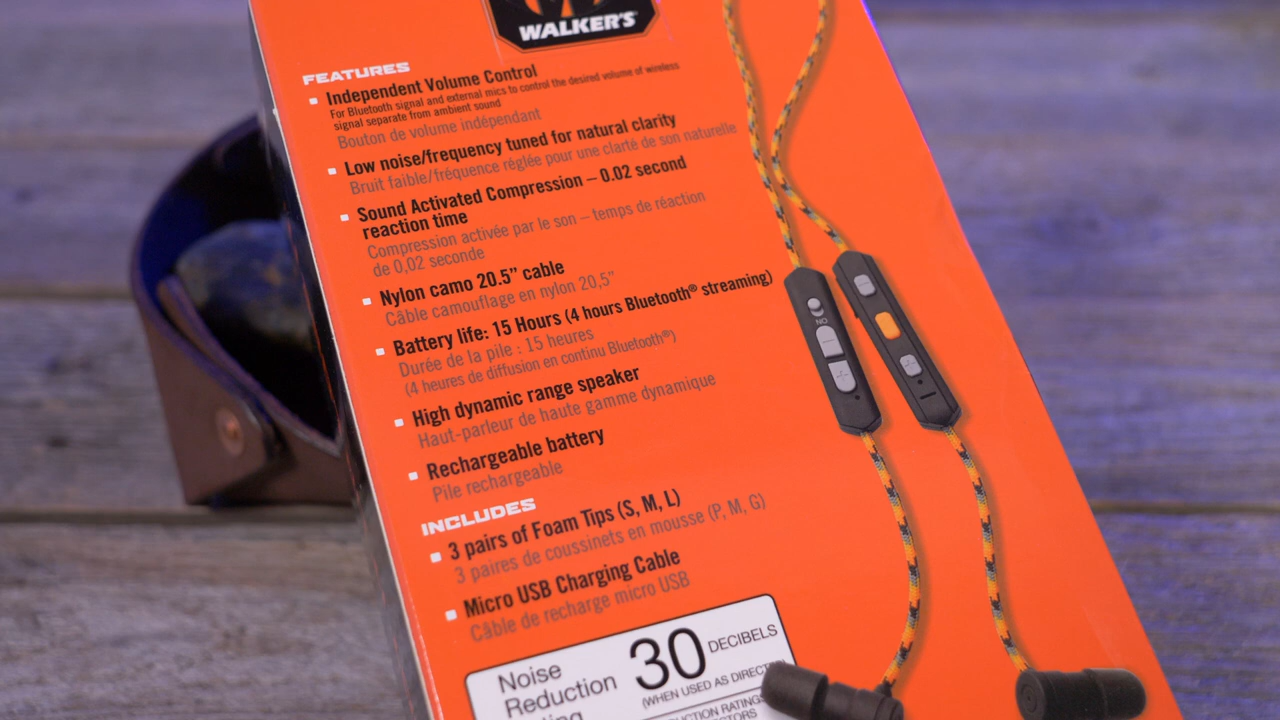 WALKER'S
FEATURES
Independent Volume Control
For Bluetooth signal and external mics to control the desired volume of wireless
signal separate from ambient sound
Bouton de volume indépendant
Low noise/frequency tuned for natural clarity
Bruit faible/fréquence réglée pour une clarté de son naturelle
Sound Activated Compression – 0.02 second
reaction time
Compression activée par le son – temps de réaction
de 0,02 seconde
Nylon camo 20.5" cable
Câble camouflage en nylon 20,5"
Battery life: 15 Hours (4 hours Bluetooth® streaming)
Durée de la pile : 15 heures
(4 heures de diffusion en continu Bluetooth®)
High dynamic range speaker
Haut-parleur de haute gamme dynamique
Rechargeable battery
Pile rechargeable
INCLUDES
3 pairs of Foam Tips (S, M, L)
3 paires de coussinets en mousse (P, M, G)
Micro USB Charging Cable
Câble de recharge micro USB
Noise
Reduction
30 DECIBELS
(WHEN USED AS
NO